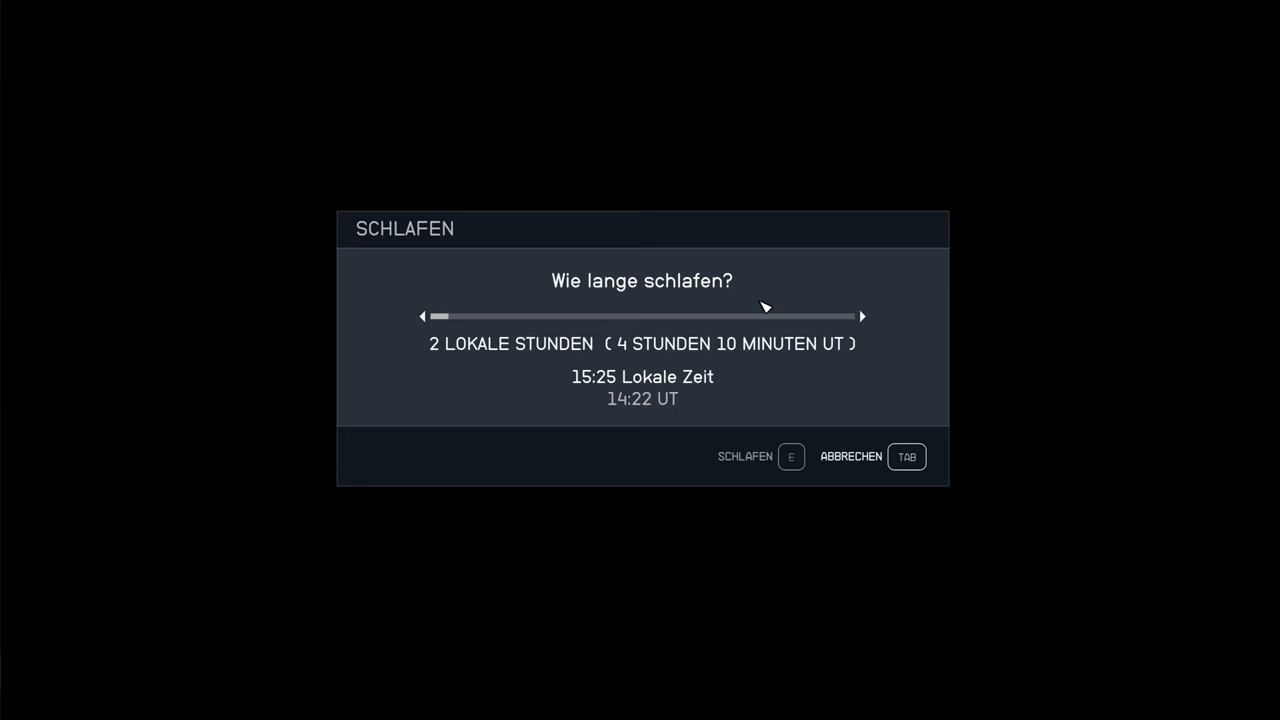 SCHLAFEN
Wie lange schlafen?
2 LOKALE STUNDEN ( 4 STUNDEN 10 MINUTEN UT )
15:25 Lokale Zeit
14:22 UT
SCHLAFEN E ABBRECHEN TAB